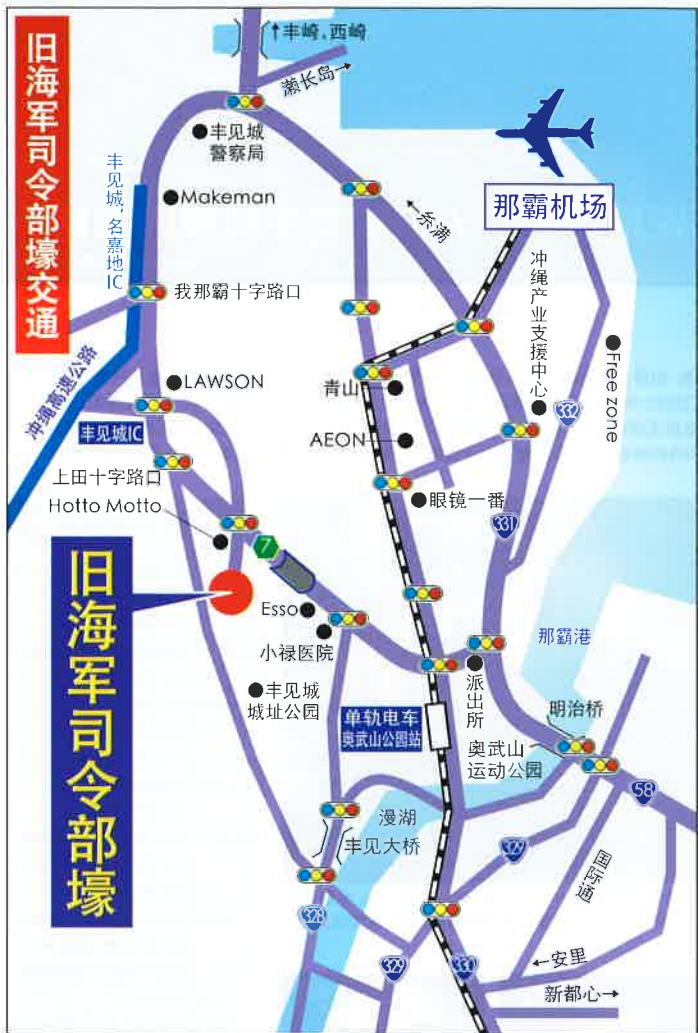 旧海军司令部壕交通
↑丰崎,西崎
濑长岛→
丰见城
警察局
丰见城,名嘉地IC
Makeman
←糸满
那霸机场
我那霸十字路口
冲绳产业支援中心
Free zone
冲绳高速公路
LAWSON
青山
332
丰见城IC
AEON
上田十字路口
Hotto Motto
眼镜一番
331
7
旧海军司令部壕
Esso
小禄医院
那霸港
派出所
丰见城
城址公园
单轨电车
奥武山公园站
明治桥
奥武山
运动公园
58
漫湖
丰见大桥
329
国际通
328
329
330
←安里
新都心→